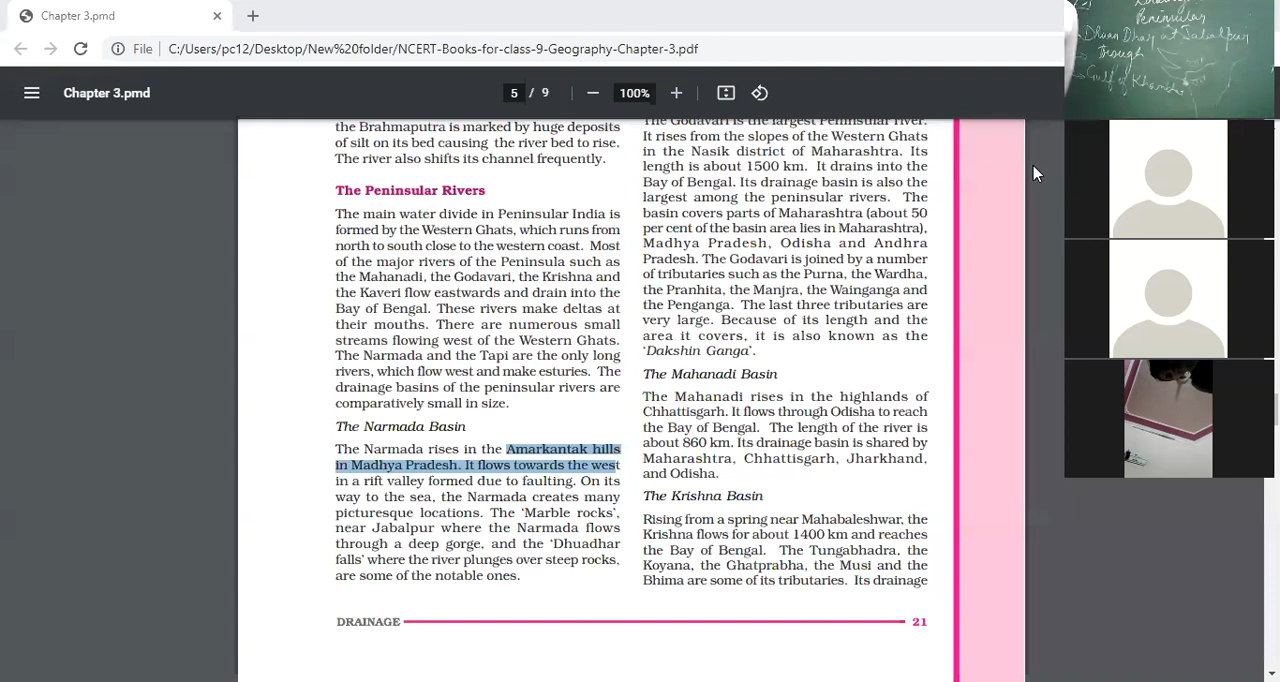 Chapter 3.pmd
File
C:/Users/pc12/Desktop/New%20folder/NCERT-Books-for-class-9-Geography-Chapter-3.pdf
Chapter 3.pmd
5 / 9
100%
the Brahmaputra is marked by huge deposits
of silt on its bed causing the river bed to rise.
The river also shifts its channel frequently.
The Peninsular Rivers
The main water divide in Peninsular India is
formed by the Western Ghats, which runs from
north to south close to the western coast. Most
of the major rivers of the Peninsula such as
the Mahanadi, the Godavari, the Krishna and
the Kaveri flow eastwards and drain into the
Bay of Bengal. These rivers make deltas at
their mouths. There are numerous small
streams flowing west of the Western Ghats.
The Narmada and the Tapi are the only long
rivers, which flow west and make esturies. The
drainage basins of the peninsular rivers are
comparatively small in size.
The Narmada Basin
The Narmada rises in the Amarkantak hills
in Madhya Pradesh. It flows towards the west
in a rift valley formed due to faulting. On its
way to the sea, the Narmada creates many
picturesque locations. The ‘Marble rocks’,
near Jabalpur where the Narmada flows
through a deep gorge, and the ‘Dhuadhar
falls’ where the river plunges over steep rocks,
are some of the notable ones.
The Godavari is the largest Peninsular river.
It rises from the slopes of the Western Ghats
in the Nasik district of Maharashtra. Its
length is about 1500 km. It drains into the
Bay of Bengal. Its drainage basin is also the
largest among the peninsular rivers. The
basin covers parts of Maharashtra (about 50
per cent of the basin area lies in Maharashtra),
Madhya Pradesh, Odisha and Andhra
Pradesh. The Godavari is joined by a number
of tributaries such as the Purna, the Wardha,
the Pranhita, the Manjra, the Wainganga and
the Penganga. The last three tributaries are
very large. Because of its length and the
area it covers, it is also known as the
‘Dakshin Ganga’.
The Mahanadi Basin
The Mahanadi rises in the highlands of
Chhattisgarh. It flows through Odisha to reach
the Bay of Bengal. The length of the river is
about 860 km. Its drainage basin is shared by
Maharashtra, Chhattisgarh, Jharkhand,
and Odisha.
The Krishna Basin
Rising from a spring near Mahabaleshwar, the
Krishna flows for about 1400 km and reaches
the Bay of Bengal. The Tungabhadra, the
Koyana, the Ghatprabha, the Musi and the
Bhima are some of its tributaries. Its drainage
DRAINAGE
21
Peninsular
at Jabalpur
through
Gulf of